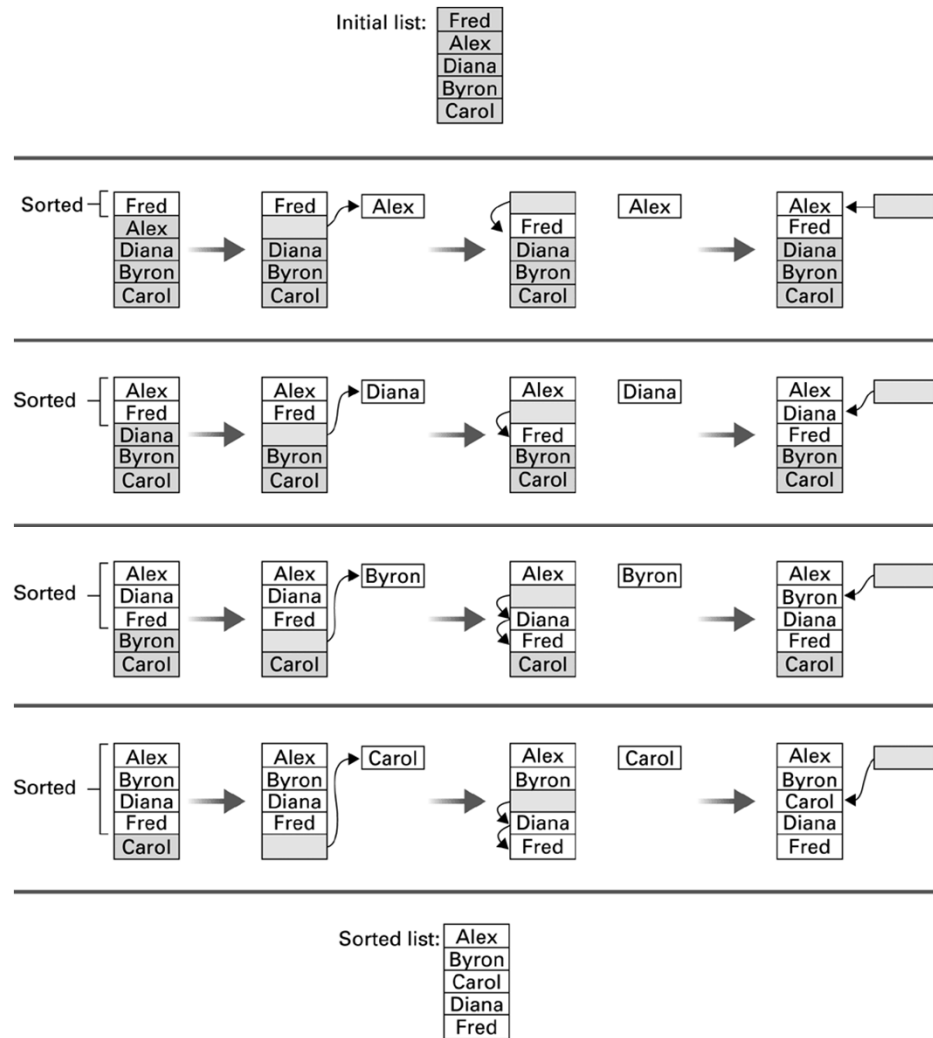 Initial list: Fred
Alex
Diana
Byron
Carol
Sorted Fred Fred Alex Alex Alex
Alex Fred Fred
Diana Diana Diana Diana
Byron Byron Byron Byron
Carol Carol Carol Carol
Alex Alex Diana Alex Diana Alex
Sorted Fred Fred Diana
Diana Fred Fred
Byron Byron Byron Byron
Carol Carol Carol Carol
Alex Alex Byron Alex Byron Alex
Sorted Diana Diana Byron
Fred Fred Diana Diana
Byron Fred Fred
Carol Carol Carol Carol
Alex Alex Carol Alex Carol Alex
Byron Byron Byron Byron
Sorted Diana Diana Carol
Fred Fred Diana Diana
Carol Fred Fred
Sorted list: Alex
Byron
Carol
Diana
Fred